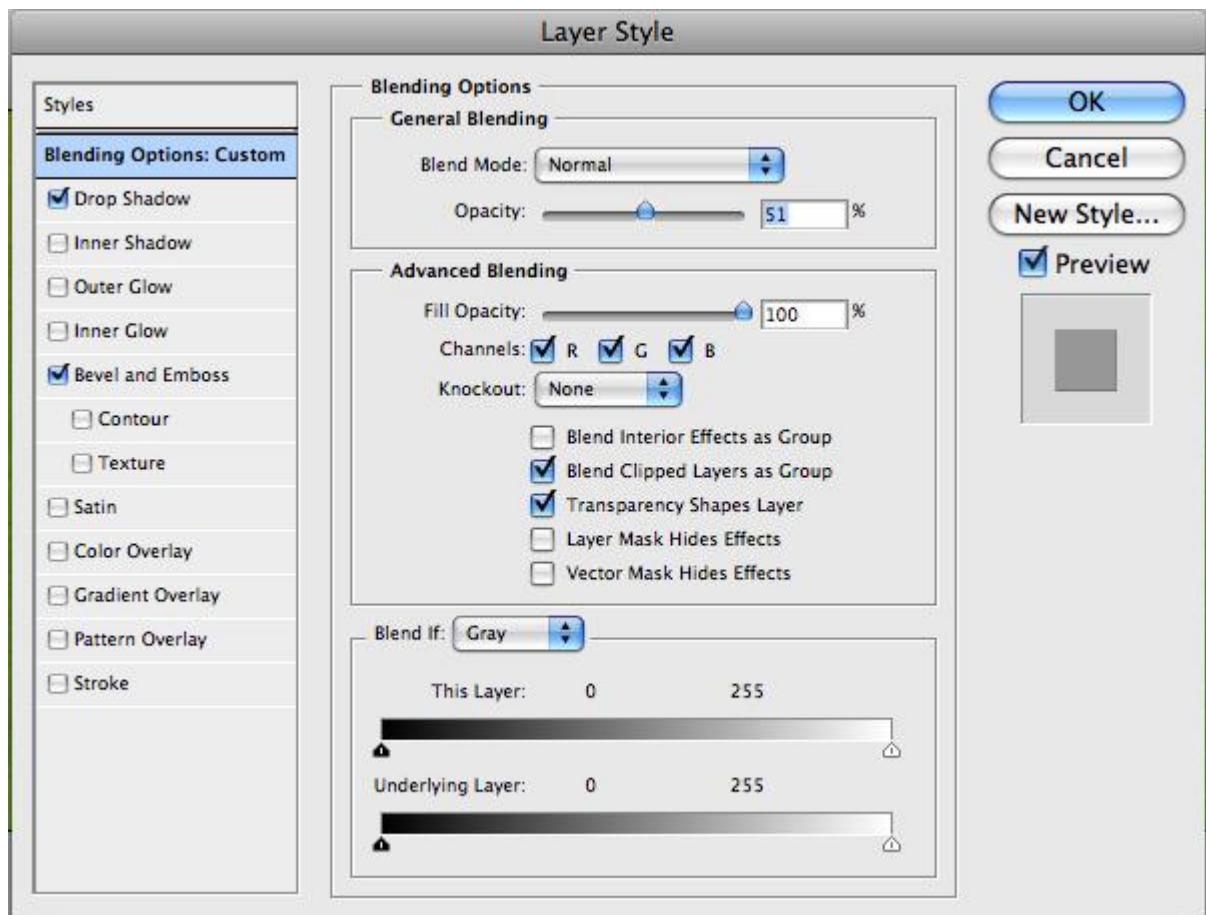 Layer Style
Styles
Blending Options: Custom
Drop Shadow
Inner Shadow
Outer Glow
Inner Glow
Bevel and Emboss
Contour
Texture
Satin
Color Overlay
Gradient Overlay
Pattern Overlay
Stroke
Blending Options
General Blending
Blend Mode: Normal
Opacity: 51 %
Advanced Blending
Fill Opacity: 100 %
Channels: R G B
Knockout: None
Blend Interior Effects as Group
Blend Clipped Layers as Group
Transparency Shapes Layer
Layer Mask Hides Effects
Vector Mask Hides Effects
Blend If: Gray
This Layer: 0 255
Underlying Layer: 0 255
OK
Cancel
New Style...
Preview